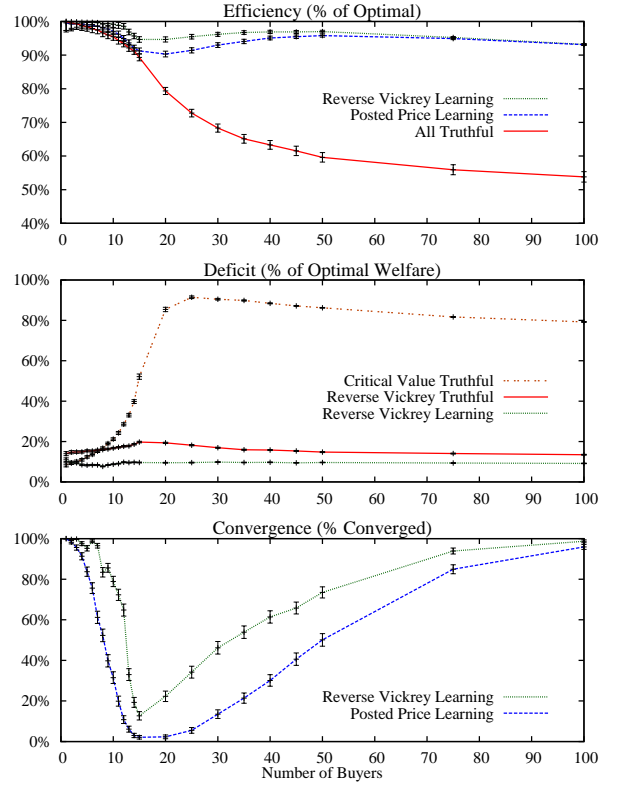 Efficiency (% of Optimal)
100%
90%
80%
70%
60%
50%
40%
Reverse Vickrey Learning
Posted Price Learning
All Truthful
0 10 20 30 40 50 60 70 80 90 100
Deficit (% of Optimal Welfare)
100%
80%
60%
40%
20%
0%
Critical Value Truthful
Reverse Vickrey Truthful
Reverse Vickrey Learning
0 10 20 30 40 50 60 70 80 90 100
Convergence (% Converged)
100%
80%
60%
40%
20%
0%
Reverse Vickrey Learning
Posted Price Learning
0 10 20 30 40 50 60 70 80 90 100
Number of Buyers